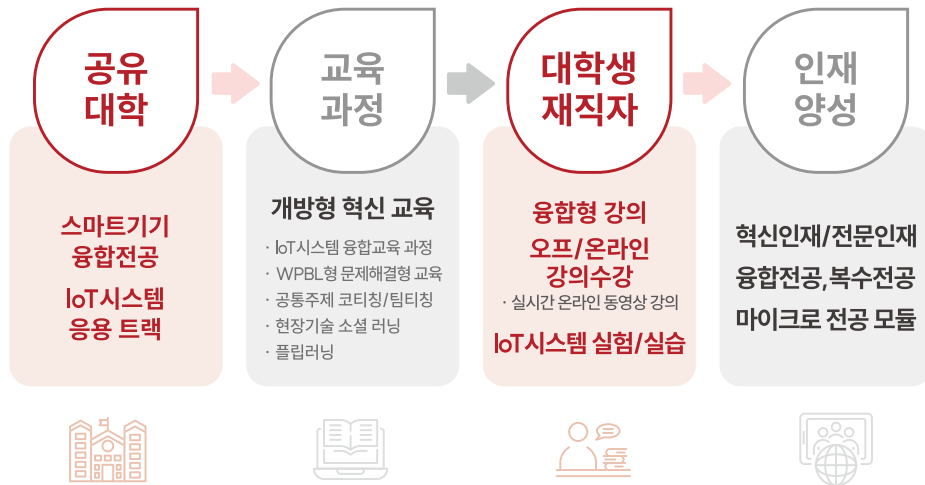 공유
대학
스마트기기
융합전공
IoT시스템
응용 트랙
교육
과정
개방형 혁신 교육
· IoT시스템 융합교육 과정
· WPBL형 문제해결형 교육
· 공통주제 코티칭/팀티칭
· 현장기술 소셜 러닝
· 플립러닝
대학생
재직자
융합형 강의
오프/온라인
강의수강
· 실시간 온라인 동영상 강의
IoT시스템 실험/실습
인재
양성
혁신인재/전문인재
융합전공,복수전공
마이크로 전공 모듈